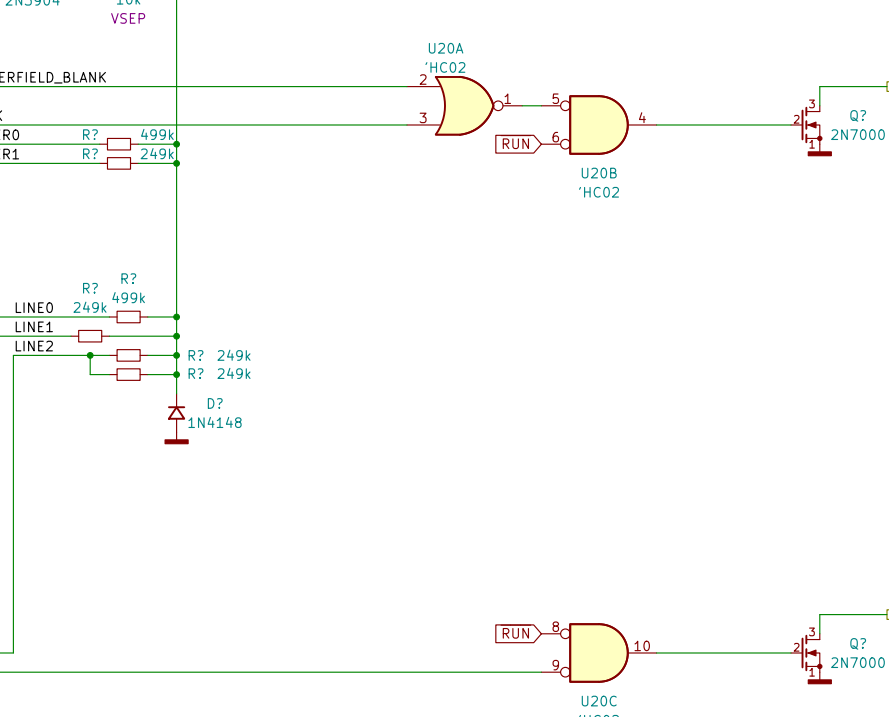 10k
VSEP
ERFIELD_BLANK
U20A
'HC02
2
3
1
5
6
RUN
4
U20B
'HC02
3
2
1
Q?
2N7000
R0
R? 499k
R1
R? 249k
R?
499k
R?
249k
LINE0
LINE1
LINE2
R? 249k
R? 249k
D?
1N4148
RUN
8
9
10
U20C
3
2
1
Q?
2N7000